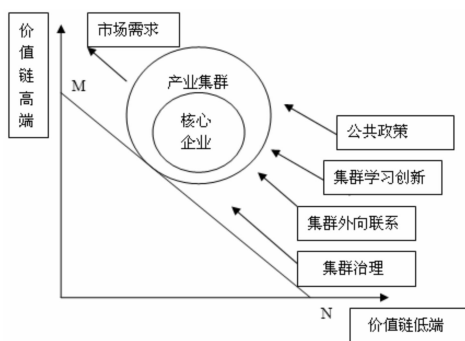 价
值
链
高
端
市场需求
M
产业集群
核心
企业
公共政策
集群学习创新
集群外向联系
集群治理
N
价值链低端